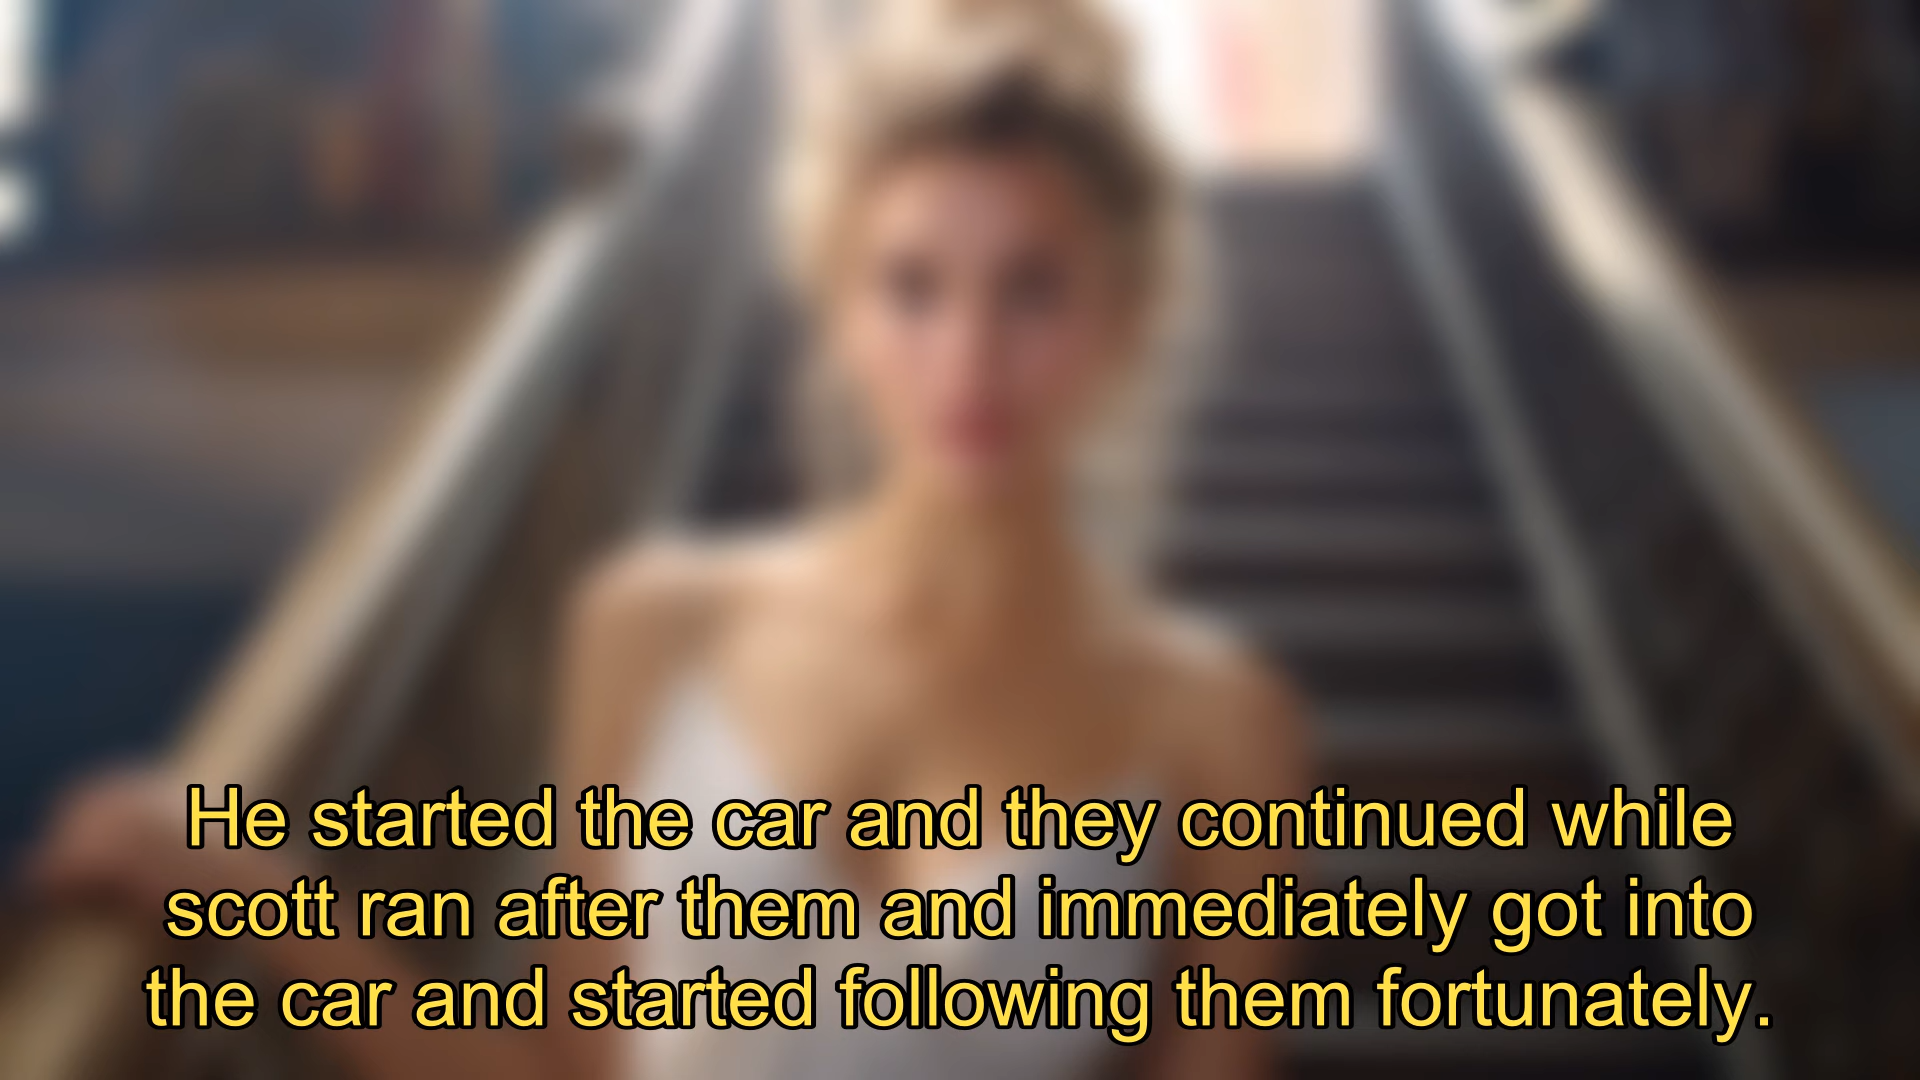 He started the car and they continued while
scott ran after them and immediately got into
the car and started following them fortunately.